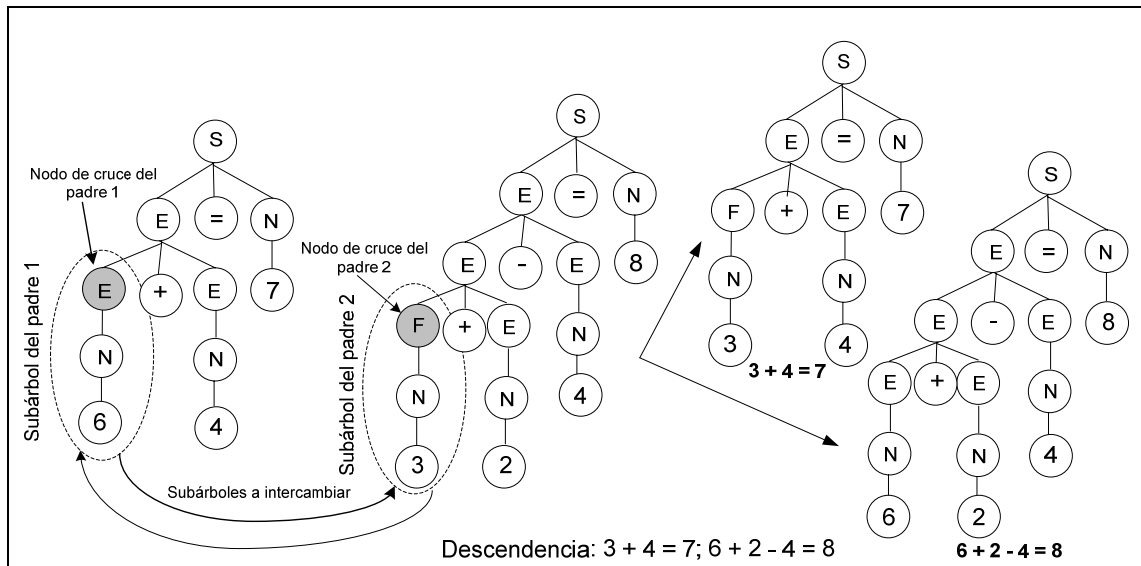 S
Nodo de cruce del
padre 1
E = N
E + E 7
N N
6 4
Subárbol del padre 1
S
E = N
Nodo de cruce del
padre 2
E - E 8
F + E N
N N 4
3 2
Subárbol del padre 2
Subárboles a intercambiar
S
E = N
F + E 7
N N
3 4
3 + 4 = 7
S
E = N
E - E 8
E + E N
N N 4
6 2
Descendencia: 3 + 4 = 7; 6 + 2 - 4 = 8
6 + 2 - 4 = 8